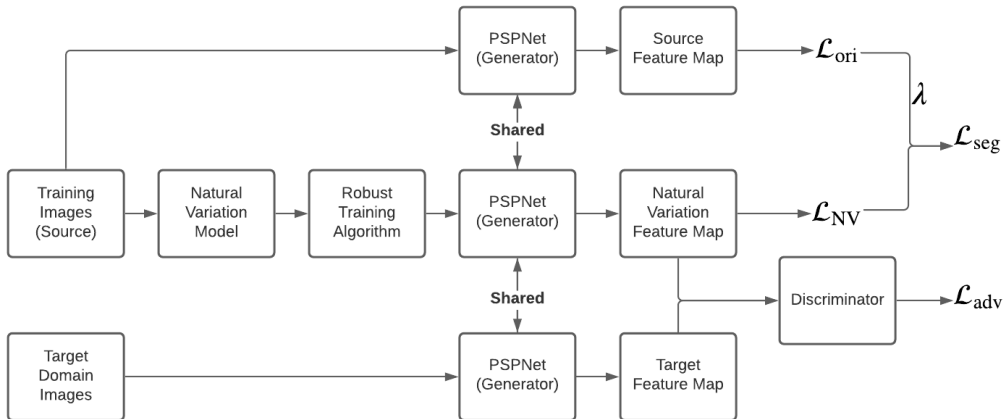 PSPNet
(Generator)
Source
Feature Map
ℒori
λ
Shared
ℒseg
Training
Images
(Source)
Natural
Variation
Model
Robust
Training
Algorithm
PSPNet
(Generator)
Natural
Variation
Feature Map
ℒNV
Shared
Discriminator
ℒadv
Target
Domain
Images
PSPNet
(Generator)
Target
Feature Map